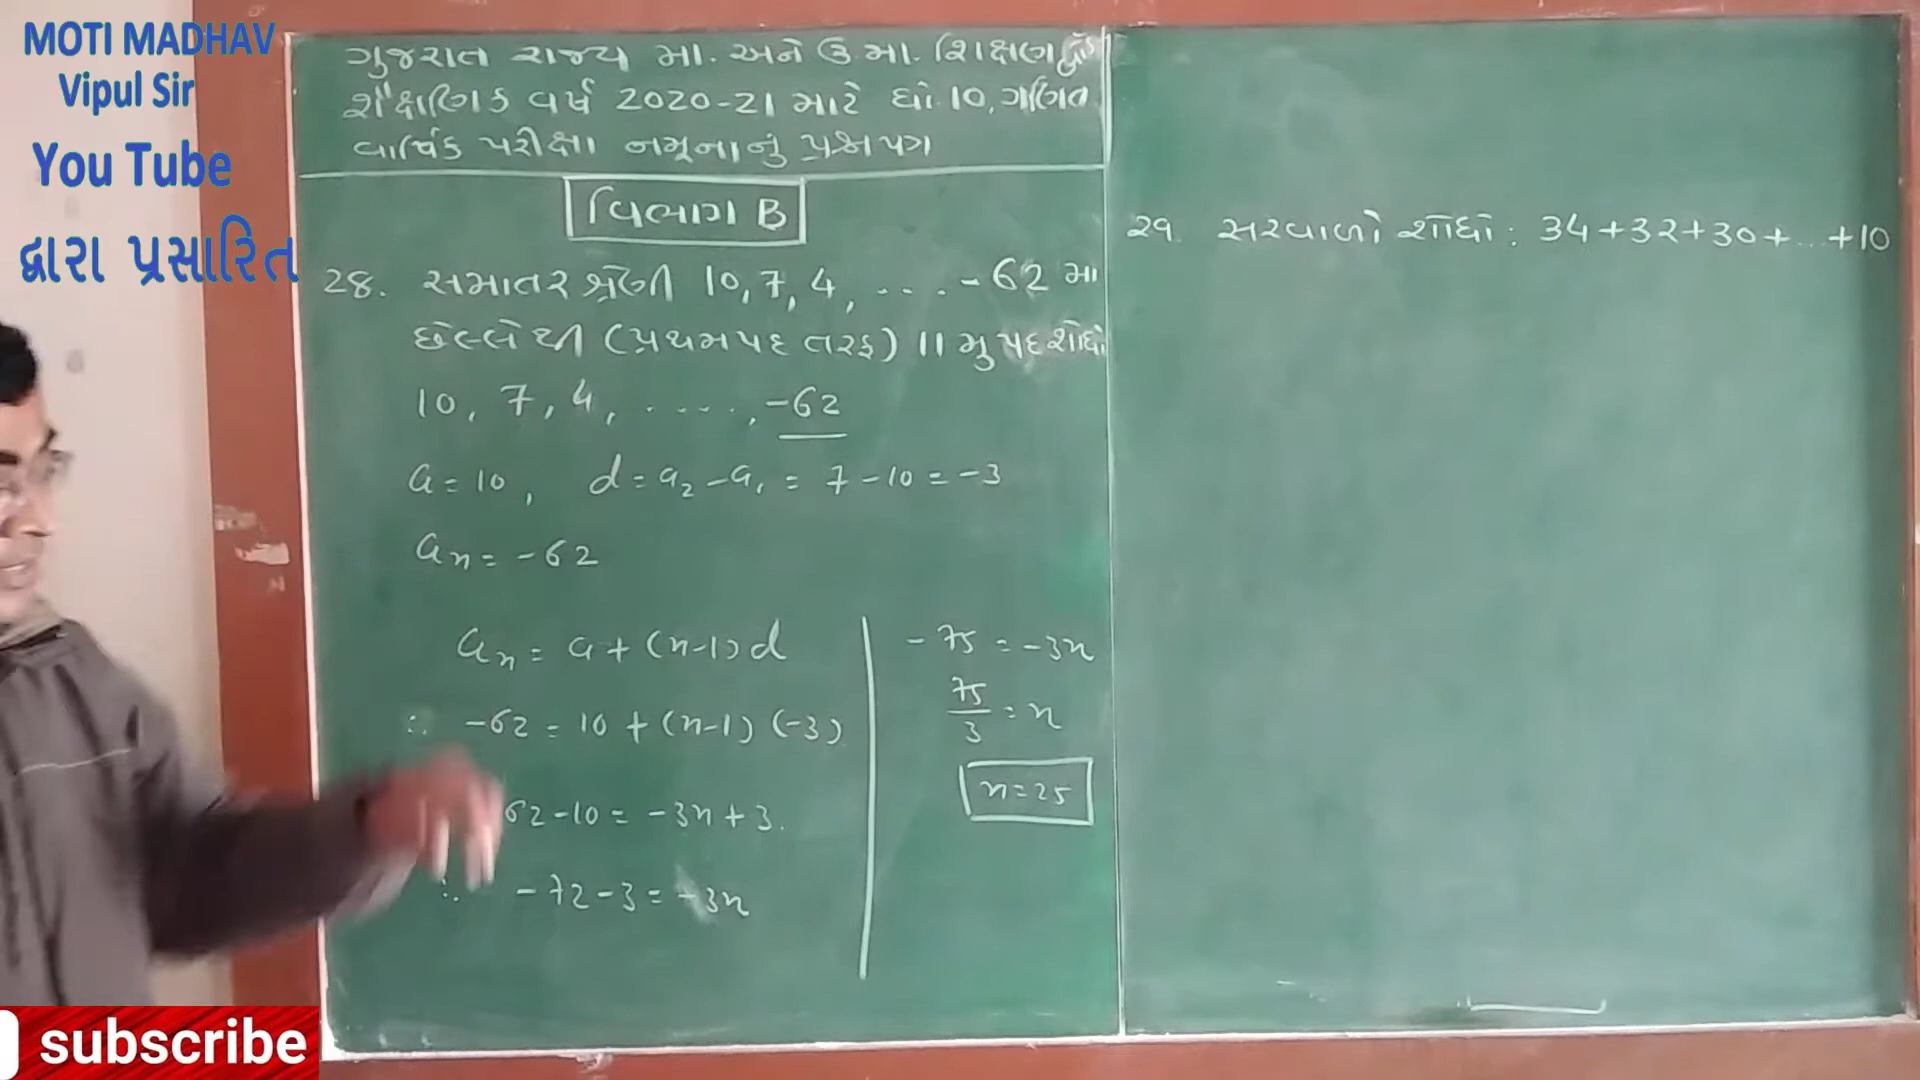 MOTI MADHAV
Vipul Sir
You Tube
દ્વારા પ્રસારિત
ગુજરાત રાજ્ય મા. અને ઉ.મા. શિક્ષણ
શૈક્ષણિક વર્ષ 2020-21 માટે ધો.10, ગણિત
વાર્ષિક પરીક્ષા નમૂનાનું પ્રશ્નપત્ર
વિભાગ B
28. સમાંતર શ્રેણી 10, 7, 4, .... -62 મા
છેલ્લેથી (પ્રથમપદ તરફ) 11 મુ પદ શોધો
10, 7, 4, ....., -62
a = 10 , d = a₂ - a₁ = 7 - 10 = -3
aₙ = -62
aₙ = a + (n-1) d
∴ -62 = 10 + (n-1) (-3)
62 - 10 = -3n + 3.
∴ -72 - 3 = -3n
-75 = -3n
75/3 = n
n = 25
29. સરવાળો શોધો : 34+32+30+...+10
subscribe